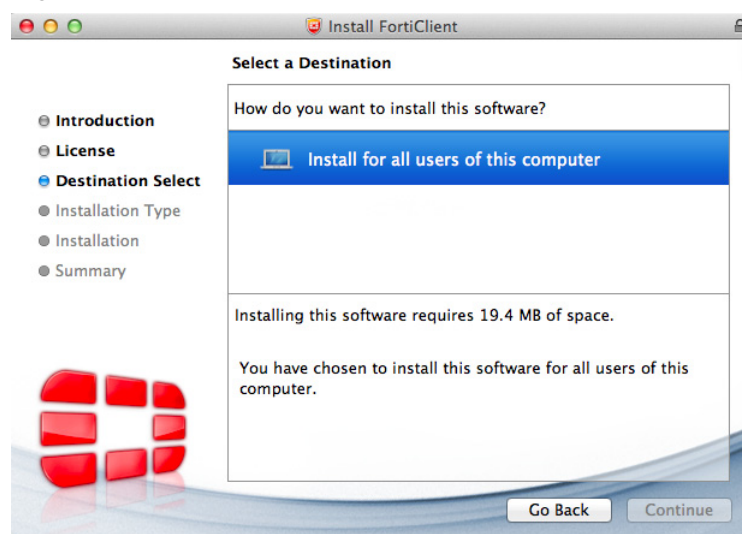 Install FortiClient
Select a Destination
Introduction
License
Destination Select
Installation Type
Installation
Summary
How do you want to install this software?
Install for all users of this computer
Installing this software requires 19.4 MB of space.
You have chosen to install this software for all users of this
computer.
Go Back
Continue